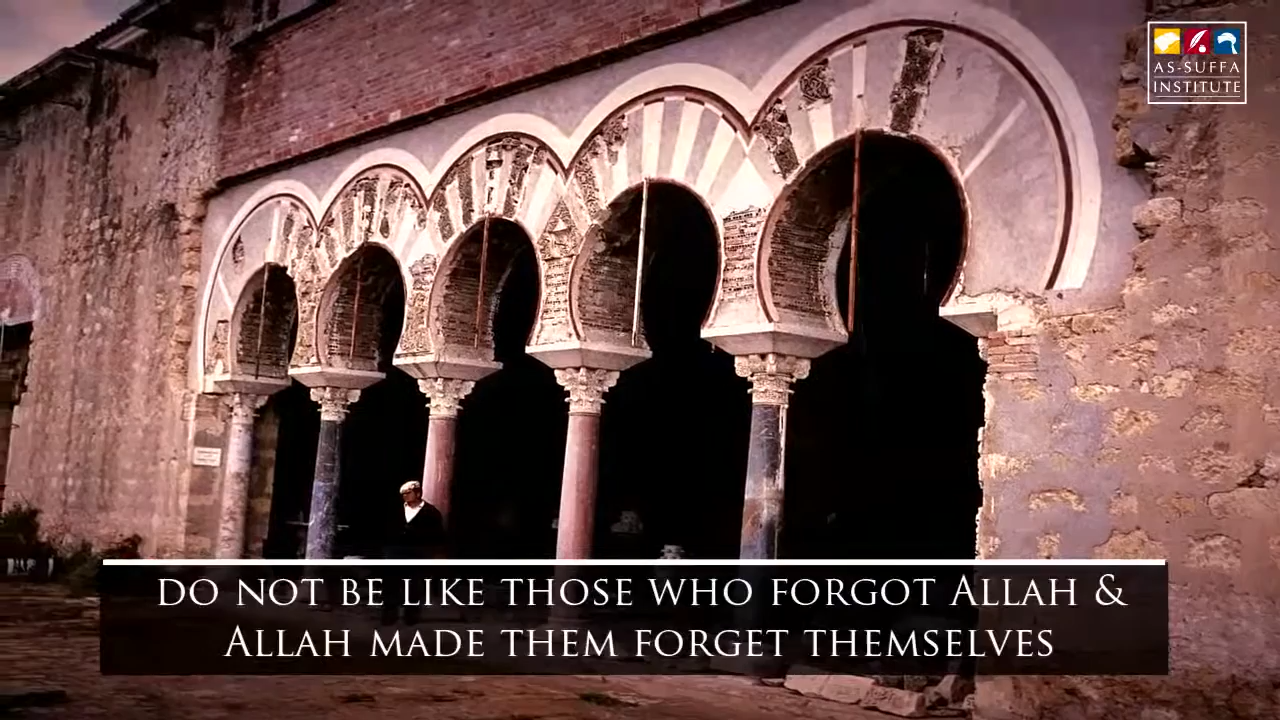 AS-SUFFA
INSTITUTE
DO NOT BE LIKE THOSE WHO FORGOT ALLAH &
ALLAH MADE THEM FORGET THEMSELVES